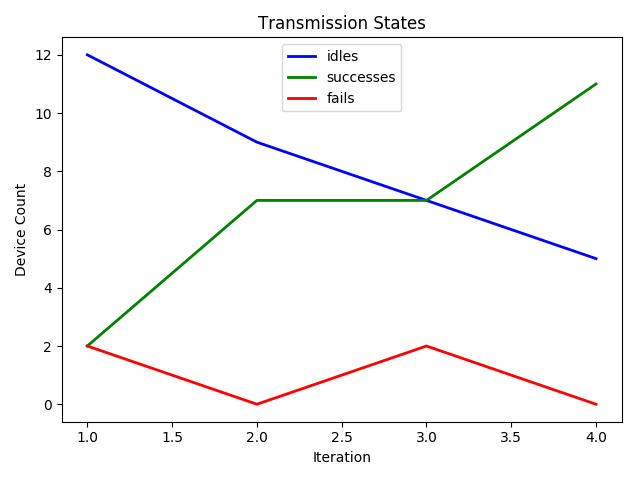 Transmission States
idles
successes
fails
Device Count
12
10
8
6
4
2
0
1.0 1.5 2.0 2.5 3.0 3.5 4.0
Iteration